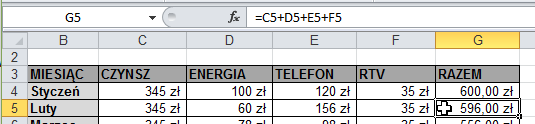 G5 fx =C5+D5+E5+F5
B C D E F G
2
3 MIESIĄC CZYNSZ ENERGIA TELEFON RTV RAZEM
4 Styczeń 345 zł 100 zł 120 zł 35 zł 600,00 zł
5 Luty 345 zł 60 zł 156 zł 35 zł 596,00 zł